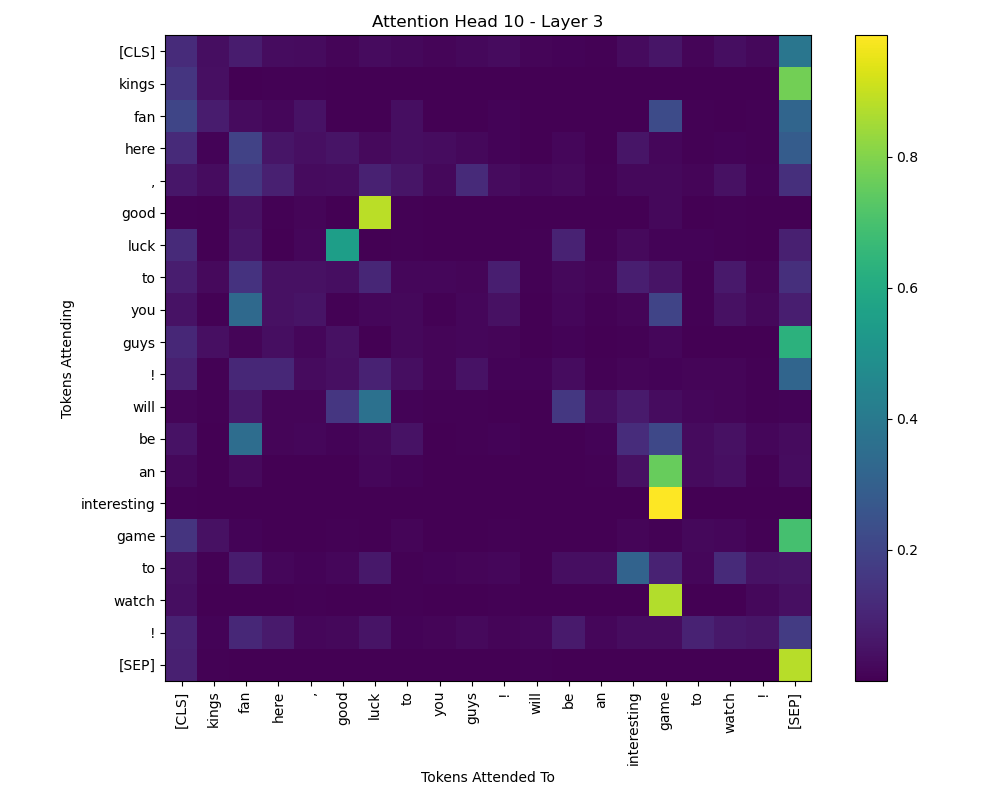 Attention Head 10 - Layer 3
[CLS]
kings
fan
here
,
good
luck
to
you
guys
!
will
be
an
interesting
game
to
watch
!
[SEP]
Tokens Attending
[CLS]
kings
fan
here
,
good
luck
to
you
guys
!
will
be
an
interesting
game
to
watch
!
[SEP]
Tokens Attended To
0.8
0.6
0.4
0.2